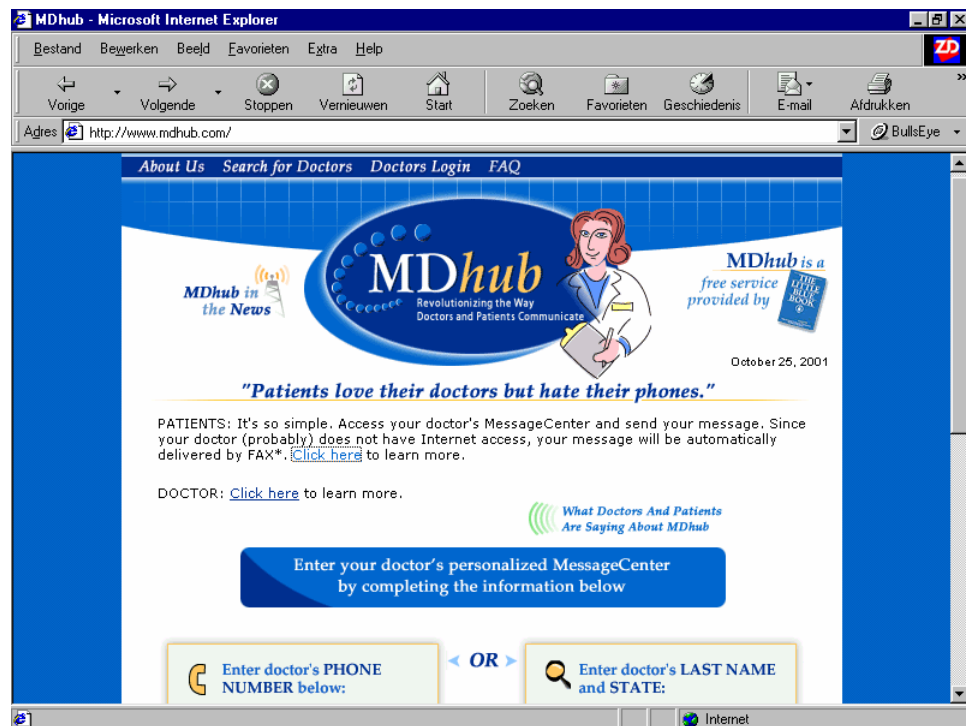 MDhub - Microsoft Internet Explorer
Bestand Bewerken Beeld Favorieten Extra Help
ZD
Vorige Volgende Stoppen Vernieuwen Start Zoeken Favorieten Geschiedenis E-mail Afdrukken »
Adres http://www.mdhub.com/ BullsEye
About Us Search for Doctors Doctors Login FAQ
MDhub in
the News
MDhub
Revolutionizing the Way
Doctors and Patients Communicate
MDhub is a
free service
provided by
THE
LITTLE
BLUE
BOOK
October 25, 2001
"Patients love their doctors but hate their phones."
PATIENTS: It's so simple. Access your doctor's MessageCenter and send your message. Since
your doctor (probably) does not have Internet access, your message will be automatically
delivered by FAX*. Click here to learn more.
DOCTOR: Click here to learn more.
What Doctors And Patients
Are Saying About MDhub
Enter your doctor's personalized MessageCenter
by completing the information below
Enter doctor's PHONE
NUMBER below:
OR
Enter doctor's LAST NAME
and STATE:
Internet